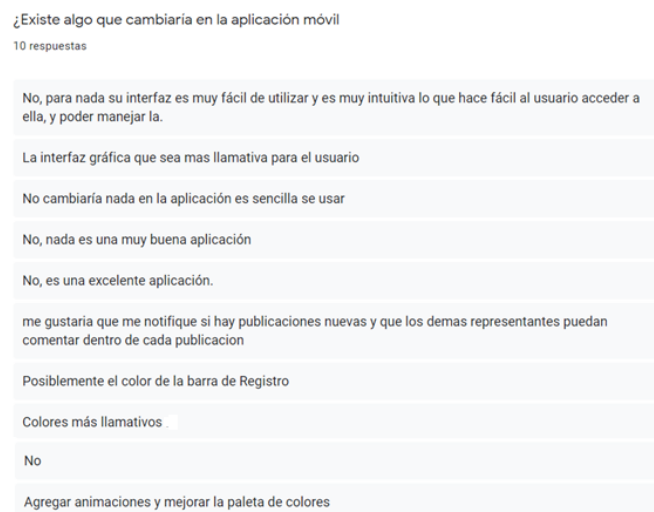 ¿Existe algo que cambiaría en la aplicación móvil
10 respuestas
No, para nada su interfaz es muy fácil de utilizar y es muy intuitiva lo que hace fácil al usuario acceder a
ella, y poder manejar la.
La interfaz gráfica que sea mas llamativa para el usuario
No cambiaría nada en la aplicación es sencilla se usar
No, nada es una muy buena aplicación
No, es una excelente aplicación.
me gustaria que me notifique si hay publicaciones nuevas y que los demas representantes puedan
comentar dentro de cada publicacion
Posiblemente el color de la barra de Registro
Colores más llamativos
No
Agregar animaciones y mejorar la paleta de colores